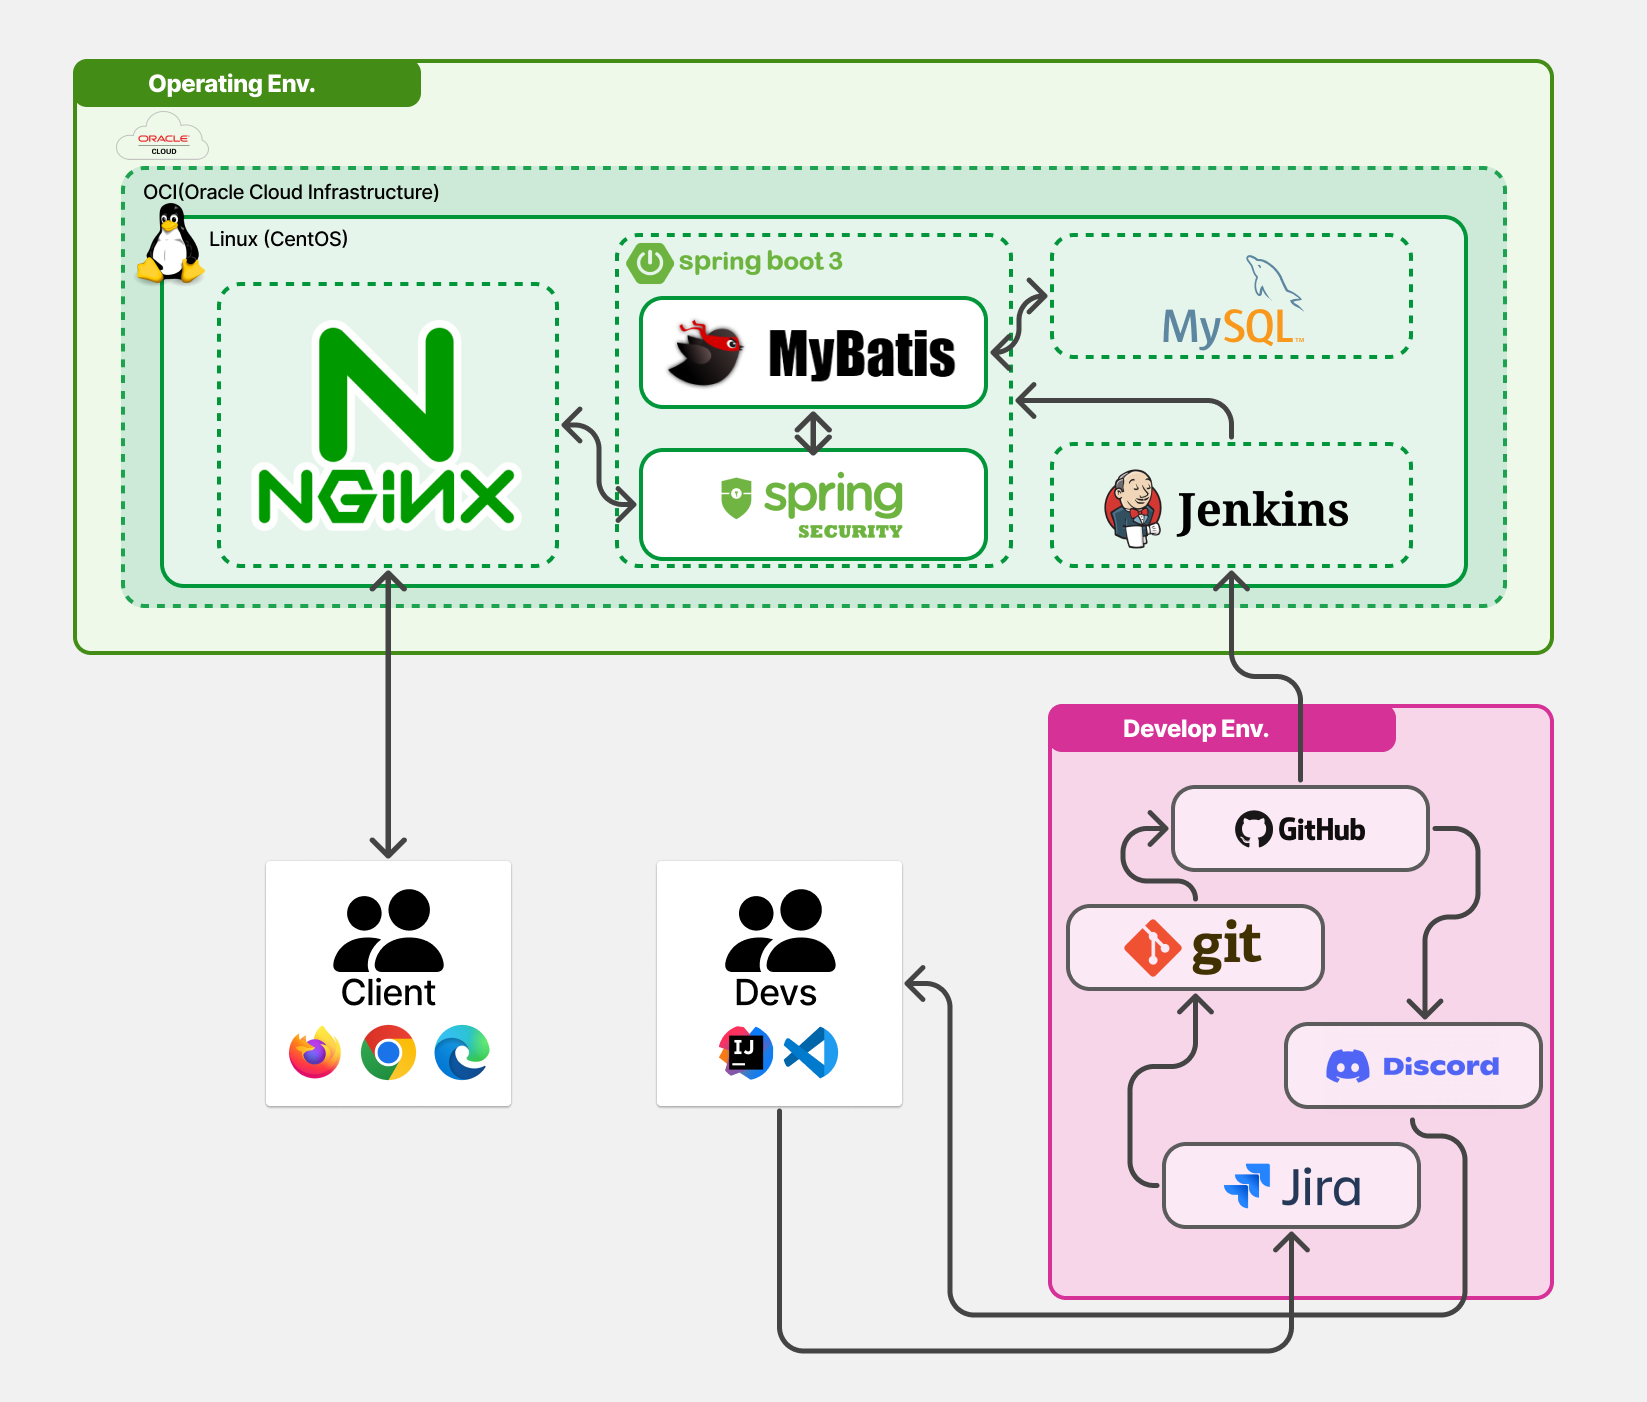 Operating Env.
ORACLE
CLOUD
OCI(Oracle Cloud Infrastructure)
Linux (CentOS)
spring boot 3
MyBatis
MySQL™
NGiNX
spring
SECURITY
Jenkins
Develop Env.
GitHub
git
Client
Devs
IJ
Discord
Jira